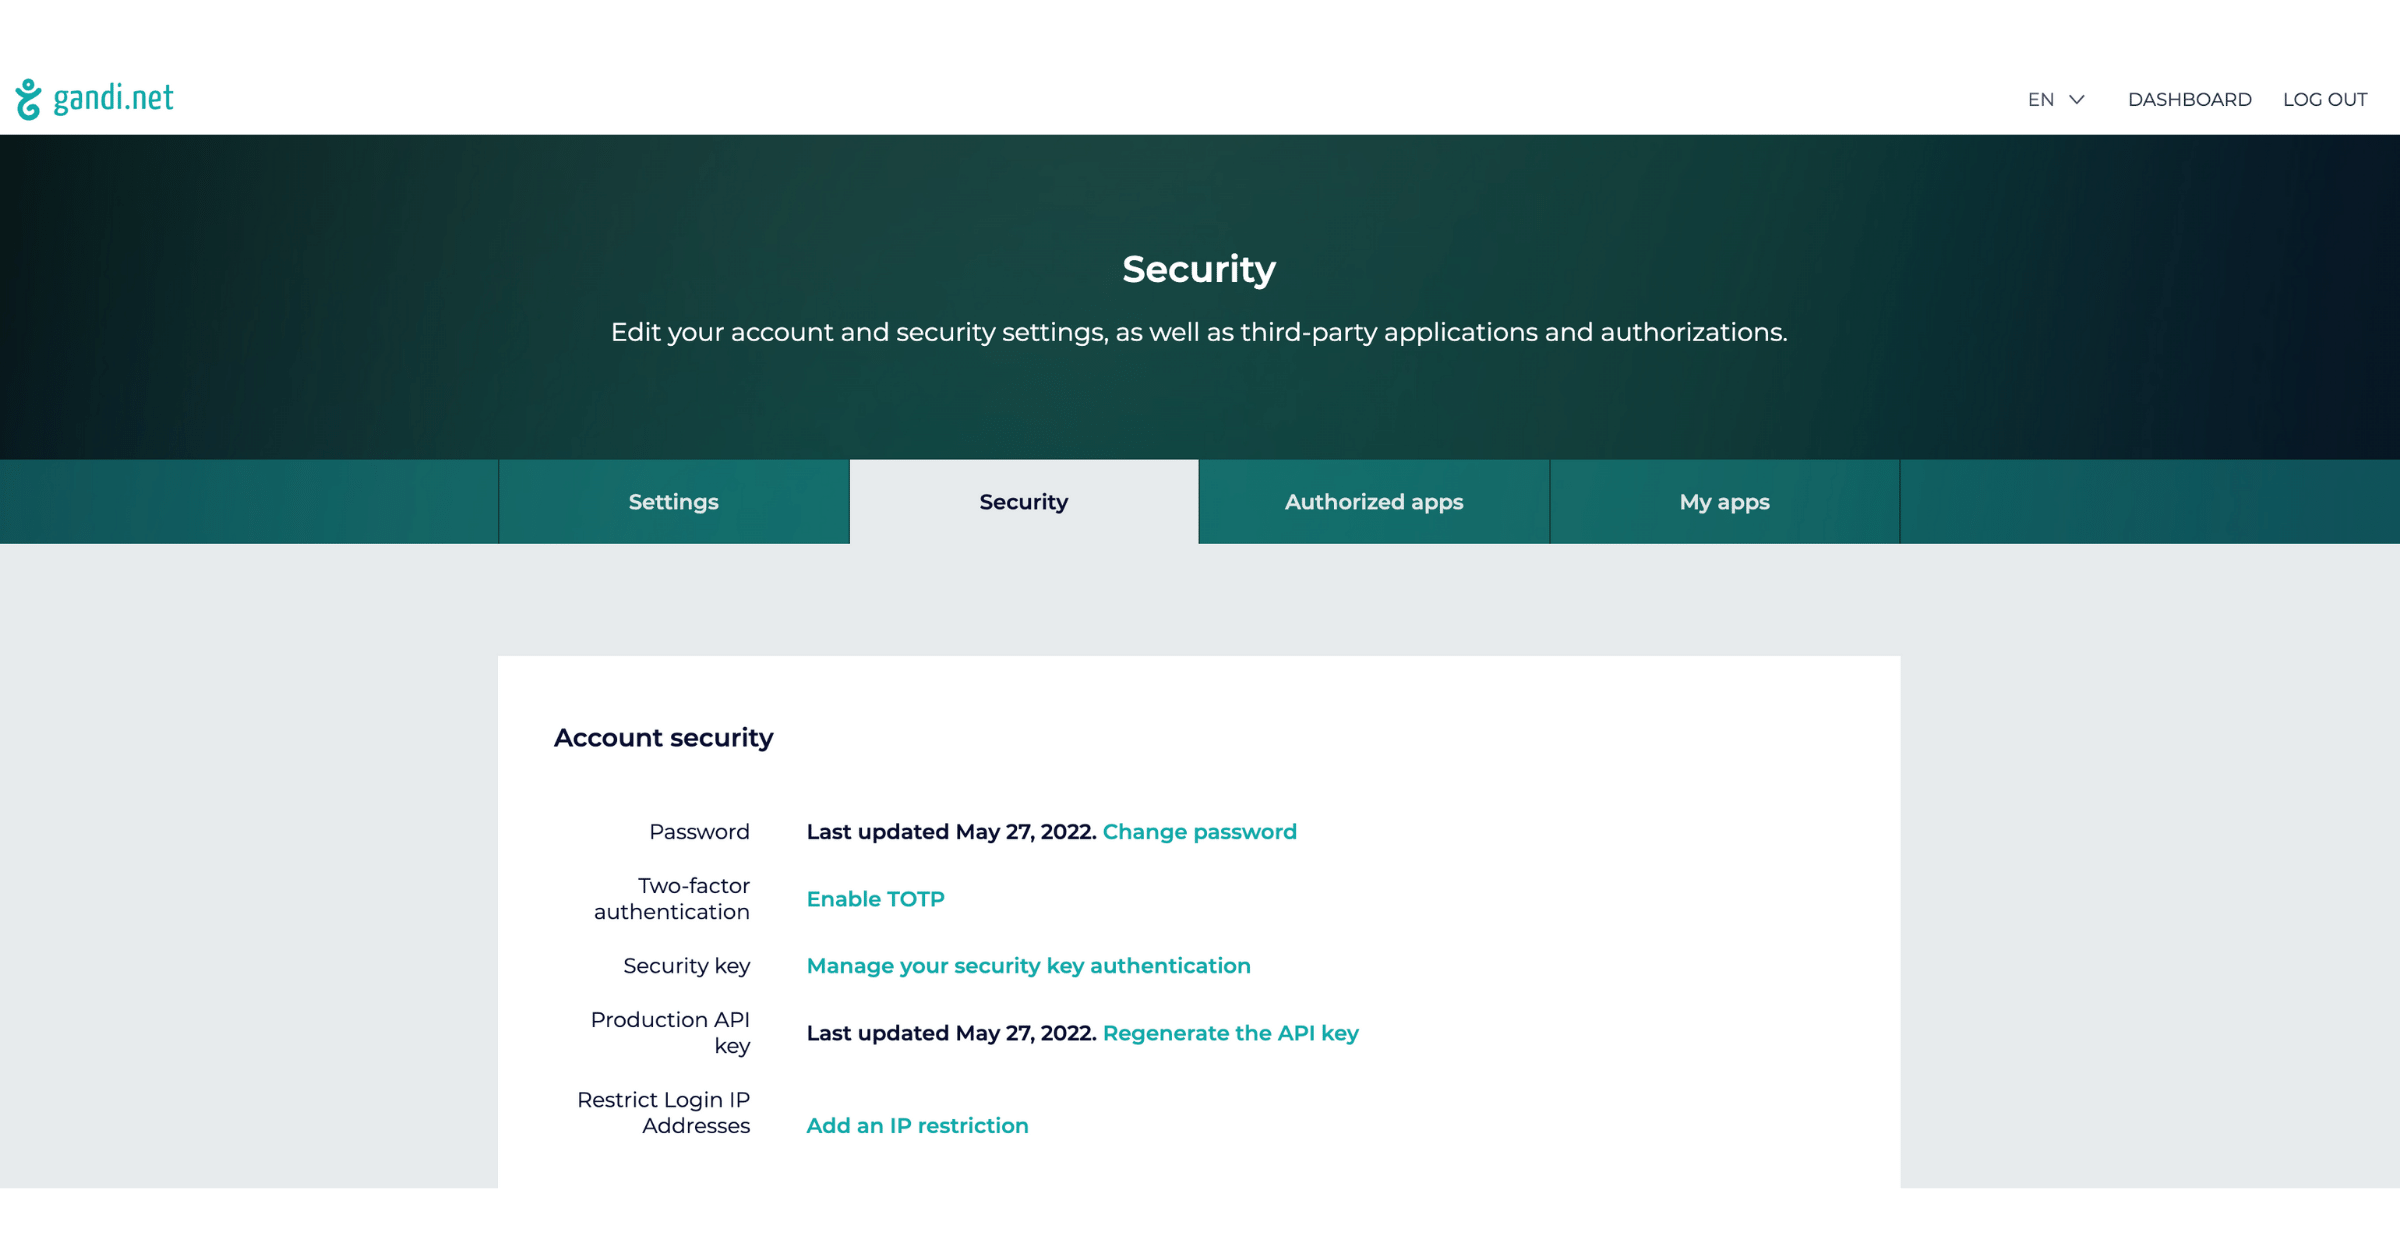 gandi.net
EN
DASHBOARD
LOG OUT
Security
Edit your account and security settings, as well as third-party applications and authorizations.
Settings
Security
Authorized apps
My apps
Account security
Password
Last updated May 27, 2022. Change password
Two-factor
authentication
Enable TOTP
Security key
Manage your security key authentication
Production API
key
Last updated May 27, 2022. Regenerate the API key
Restrict Login IP
Addresses
Add an IP restriction